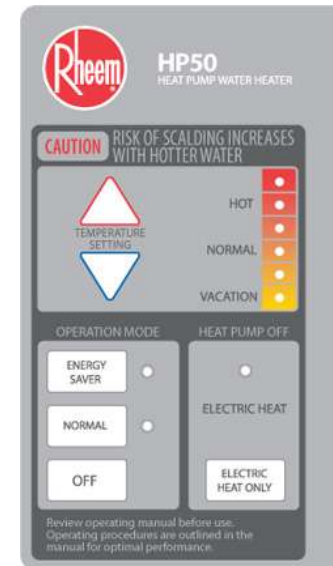 Rheem
HP50
HEAT PUMP WATER HEATER
CAUTION
RISK OF SCALDING INCREASES
WITH HOTTER WATER
TEMPERATURE
SETTING
HOT
NORMAL
VACATION
OPERATION MODE
ENERGY
SAVER
NORMAL
OFF
HEAT PUMP OFF
ELECTRIC HEAT
ELECTRIC
HEAT ONLY
Review operating manual before use.
Operating procedures are outlined in the
manual for optimal performance.